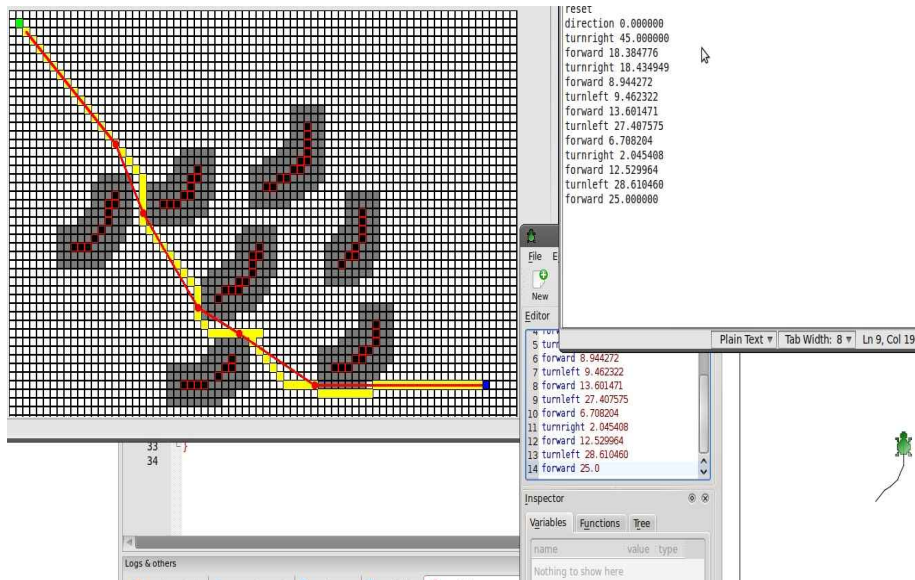 reset
direction 0.000000
turnright 45.000000
forward 18.384776
turnright 18.434949
forward 8.944272
turnleft 9.462322
forward 13.601471
turnleft 27.407575
forward 6.708204
turnright 2.045408
forward 12.529964
turnleft 28.610460
forward 25.000000
Plain Text Tab Width: 8 Ln 9, Col 19
File E
New
Editor
5 turn
6 forward 8.944272
7 turnleft 9.462322
8 forward 13.601471
9 turnleft 27.407575
10 forward 6.708204
11 turnright 2.045408
12 forward 12.529964
13 turnleft 28.610460
14 forward 25.0
33 }
34
Inspector
Variables Functions Tree
name value type
Nothing to show here
Logs & others